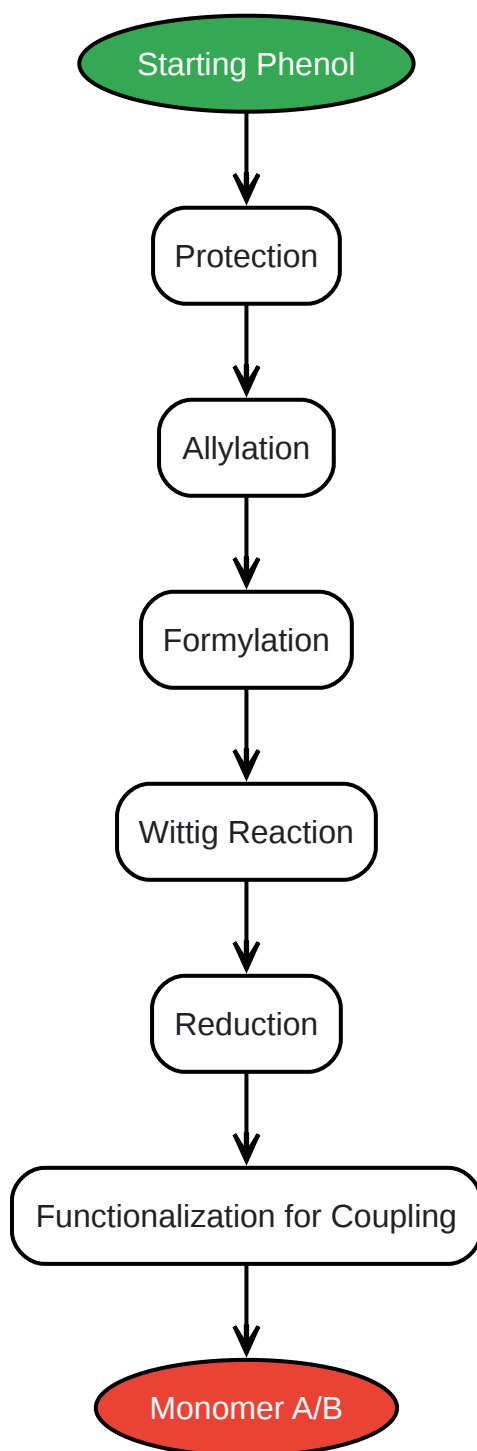 Starting Phenol
Protection
Allylation
Formylation
Wittig Reaction
Reduction
Functionalization for Coupling
Monomer A/B